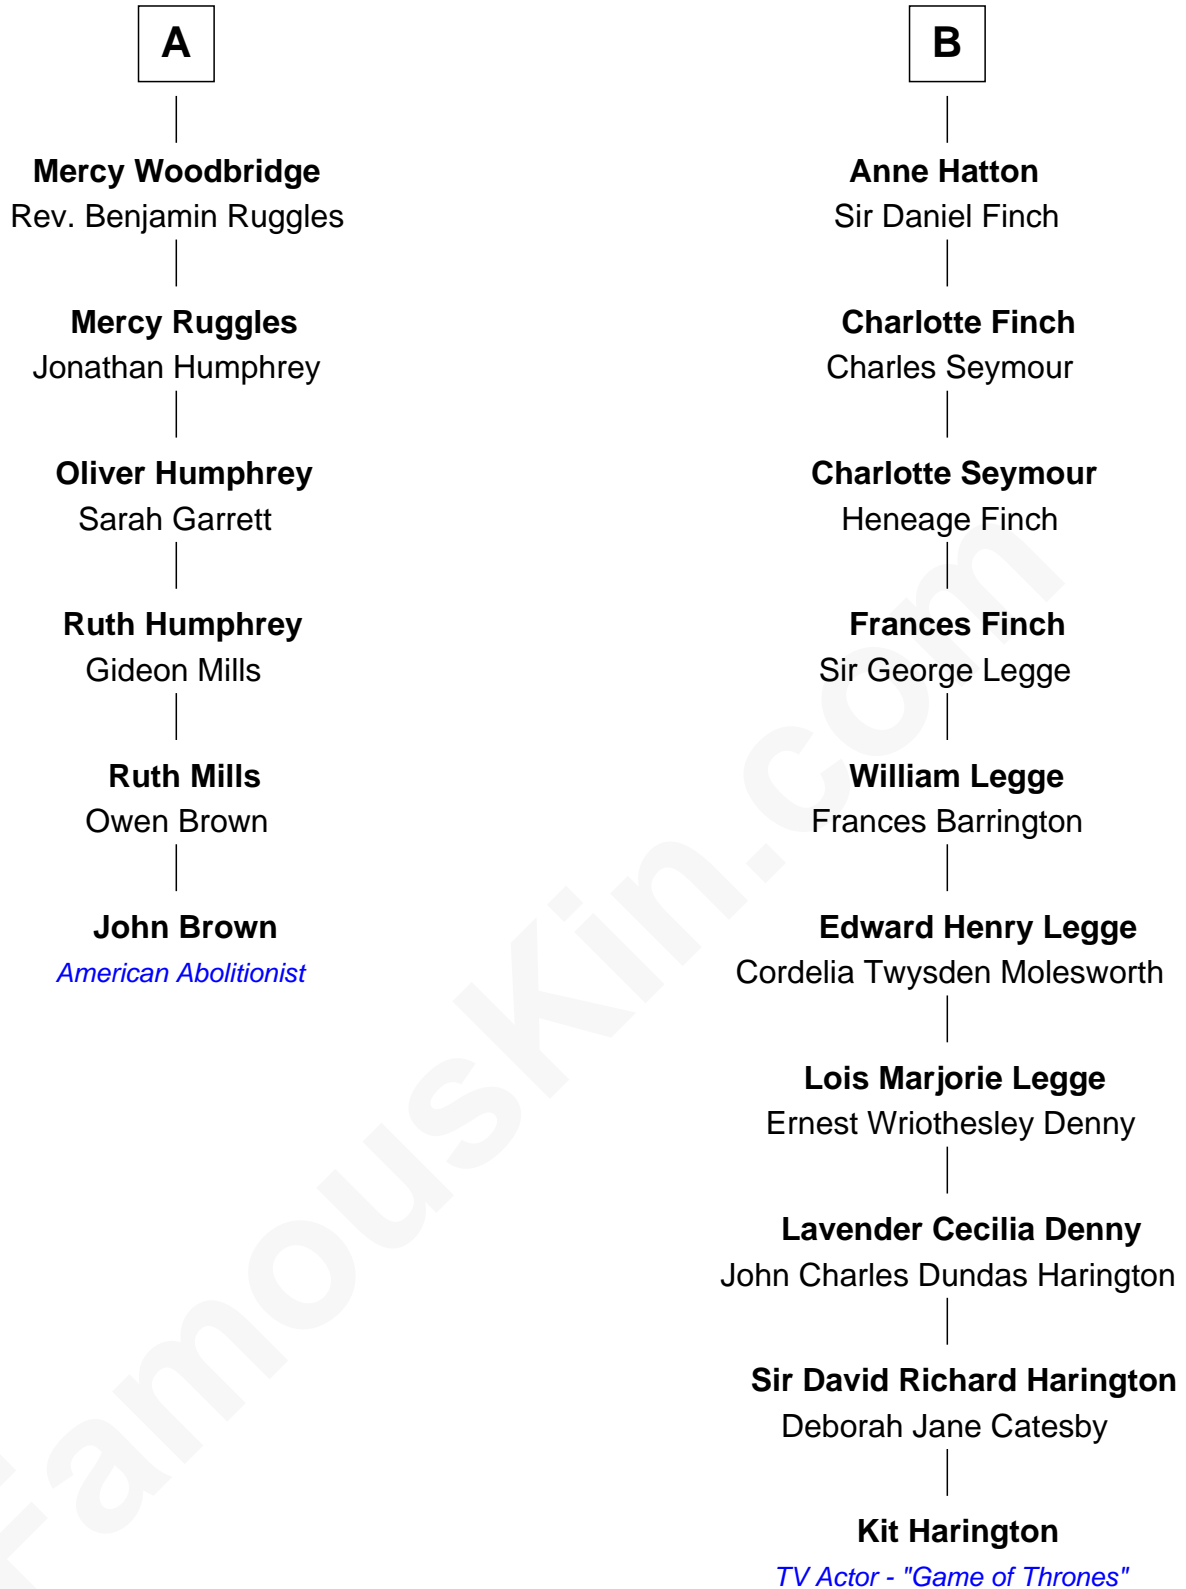 A
Mercy Woodbridge
Rev. Benjamin Ruggles
Mercy Ruggles
Jonathan Humphrey
Oliver Humphrey
Sarah Garrett
Ruth Humphrey
Gideon Mills
Ruth Mills
Owen Brown
John Brown
American Abolitionist
B
Anne Hatton
Sir Daniel Finch
Charlotte Finch
Charles Seymour
Charlotte Seymour
Heneage Finch
Frances Finch
Sir George Legge
William Legge
Frances Barrington
Edward Henry Legge
Cordelia Twysden Molesworth
Lois Marjorie Legge
Ernest Wriothesley Denny
Lavender Cecilia Denny
John Charles Dundas Harington
Sir David Richard Harington
Deborah Jane Catesby
Kit Harington
TV Actor - "Game of Thrones"
FamousKin.com